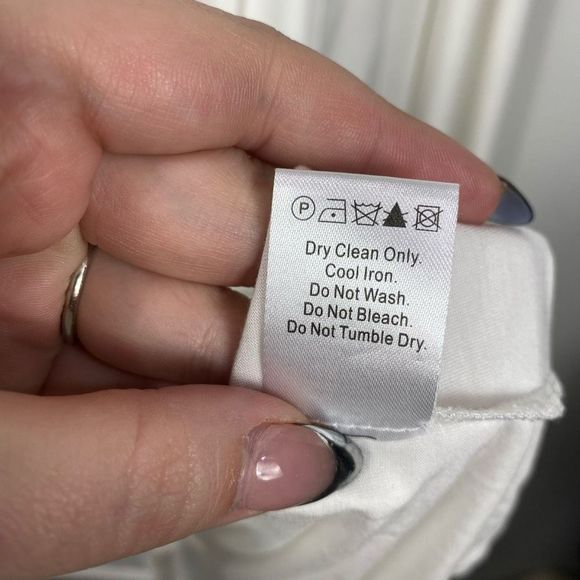 P
Dry Clean Only.
Cool Iron.
Do Not Wash.
Do Not Bleach.
Do Not Tumble Dry.